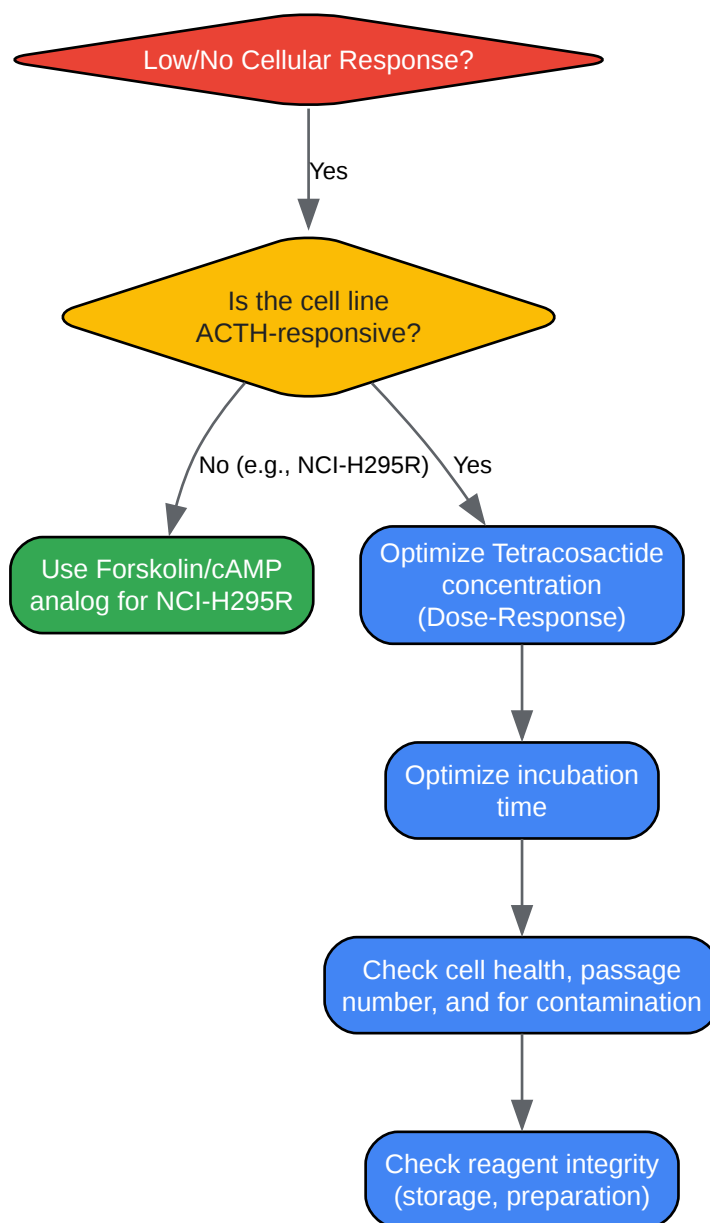 Low/No Cellular Response?
Yes
Is the cell line
ACTH-responsive?
No (e.g., NCI-H295R)
Yes
Use Forskolin/cAMP
analog for NCI-H295R
Optimize Tetracosactide
concentration
(Dose-Response)
Optimize incubation
time
Check cell health, passage
number, and for contamination
Check reagent integrity
(storage, preparation)